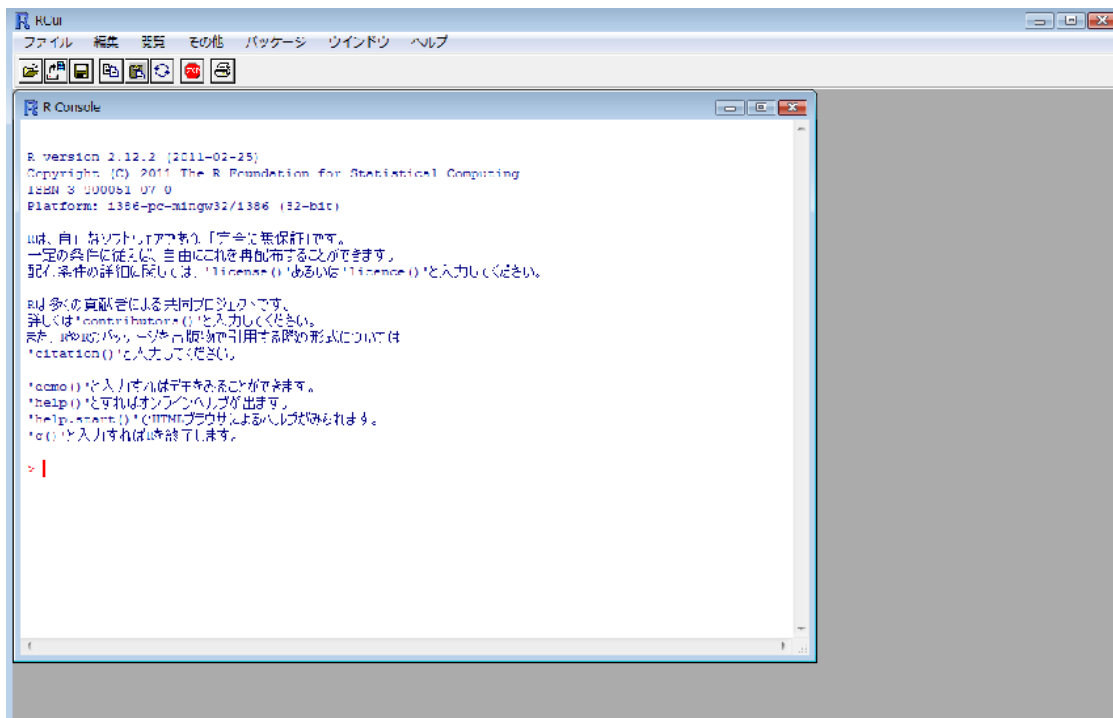 RGui
ファイル 編集 閲覧 その他 パッケージ ウインドウ ヘルプ
R Console
R version 2.12.2 (2011-02-25)
Copyright (C) 2011 The R Foundation for Statistical Computing
ISBN 3-900051-07-0
Platform: i386-pc-mingw32/i386 (32-bit)
Rは、自由なソフトウェアであり、「完全に無保証」です。
一定の条件に従えば、自由にこれを再配布することができます。
配布条件の詳細に関しては、'license()'あるいは'licence()'と入力してください。
Rは多くの貢献者による共同プロジェクトです。
詳しくは'contributors()'と入力してください。
また、RやRのパッケージを出版物で引用する際の形式については
'citation()'と入力してください。
'demo()'と入力すればデモをみることができます。
'help()'とすればオンラインヘルプが出ます。
'help.start()'でHTMLブラウザによるヘルプがみられます。
'q()'と入力すればRを終了します。
>